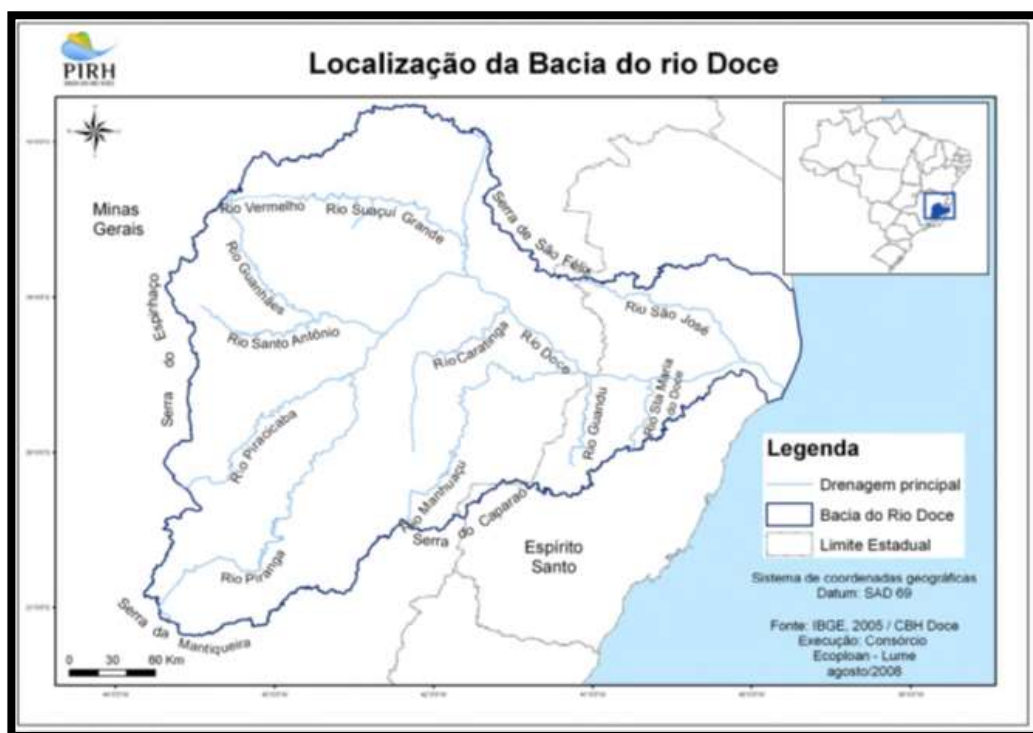 PIRH
Localização da Bacia do rio Doce
Minas
Gerais
Rio Vermelho
Rio Suaçuí Grande
Serra de São Félix
Rio Guanhães
Serra do Espinhaço
Rio Santo Antônio
Riu São José
Rio Caratinga
Rio Doce
Rio Sta Maria
do Doce
Rio Guandu
Rio Piracicaba
Rio Manhuaçu
Serra do Caparaó
Espírito
Santo
Rio Piranga
Serra da Mantiqueira
0 30 60 Km
Legenda
Drenagem principal
Bacia do Rio Doce
Limite Estadual
Sistema de coordenadas geográficas
Datum: SAD 69
Fonte: IBGE, 2005 / CBH Doce
Execução: Consórcio
Ecoploan - Lume
agosto/2008